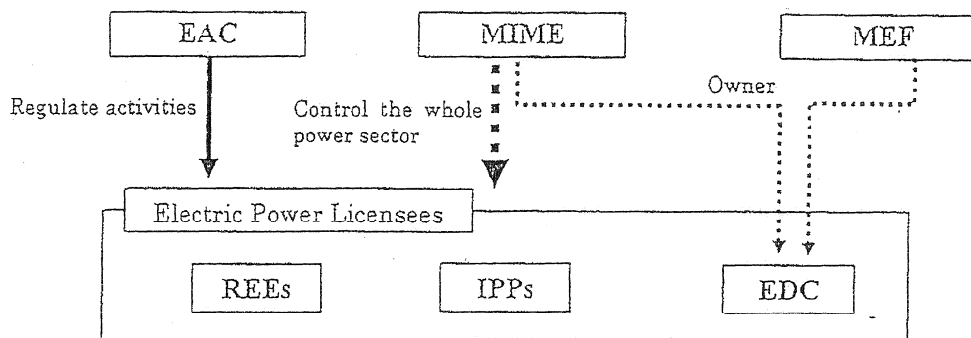 EAC
MIME
MEF
Owner
Regulate activities
Control the whole
power sector
Electric Power Licensees
REEs
IPPs
EDC